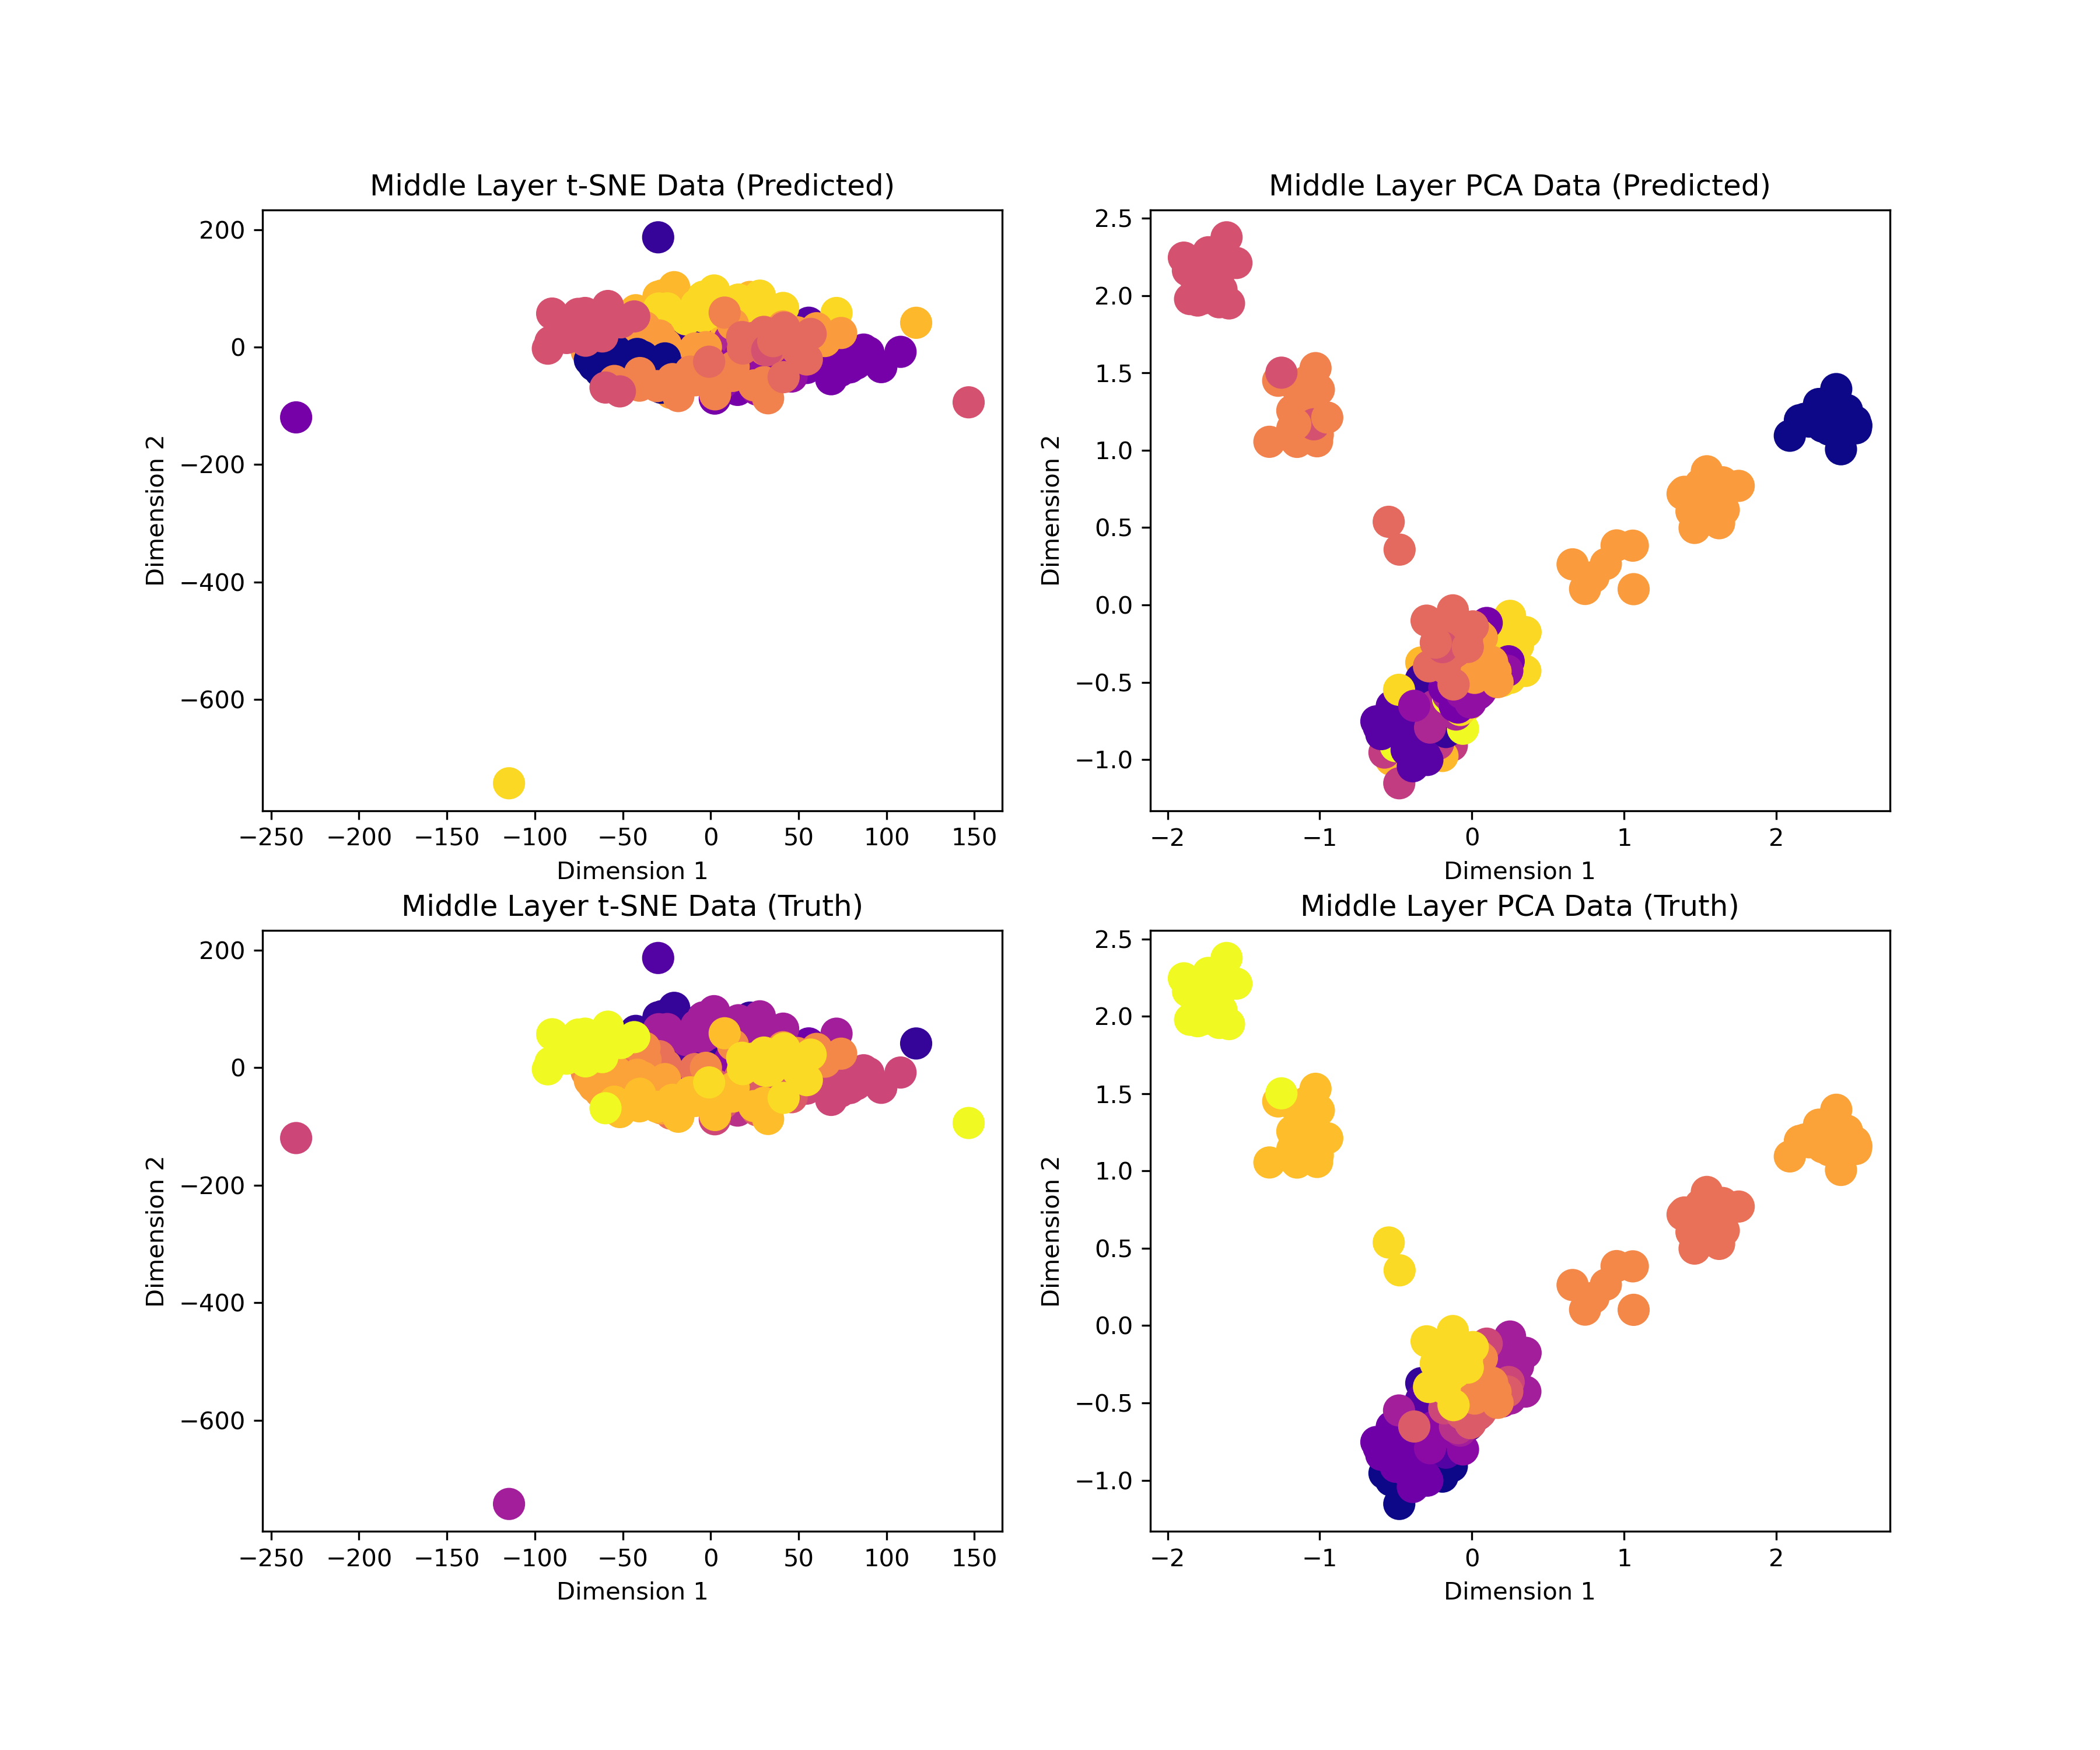 Middle Layer t-SNE Data (Predicted)
200
0
−200
−400
−600
Dimension 2
−250 −200 −150 −100 −50 0 50 100 150
Dimension 1
Middle Layer PCA Data (Predicted)
2.5
2.0
1.5
1.0
0.5
0.0
−0.5
−1.0
Dimension 2
−2 −1 0 1 2
Dimension 1
Middle Layer t-SNE Data (Truth)
200
0
−200
−400
−600
Dimension 2
−250 −200 −150 −100 −50 0 50 100 150
Dimension 1
Middle Layer PCA Data (Truth)
2.5
2.0
1.5
1.0
0.5
0.0
−0.5
−1.0
Dimension 2
−2 −1 0 1 2
Dimension 1